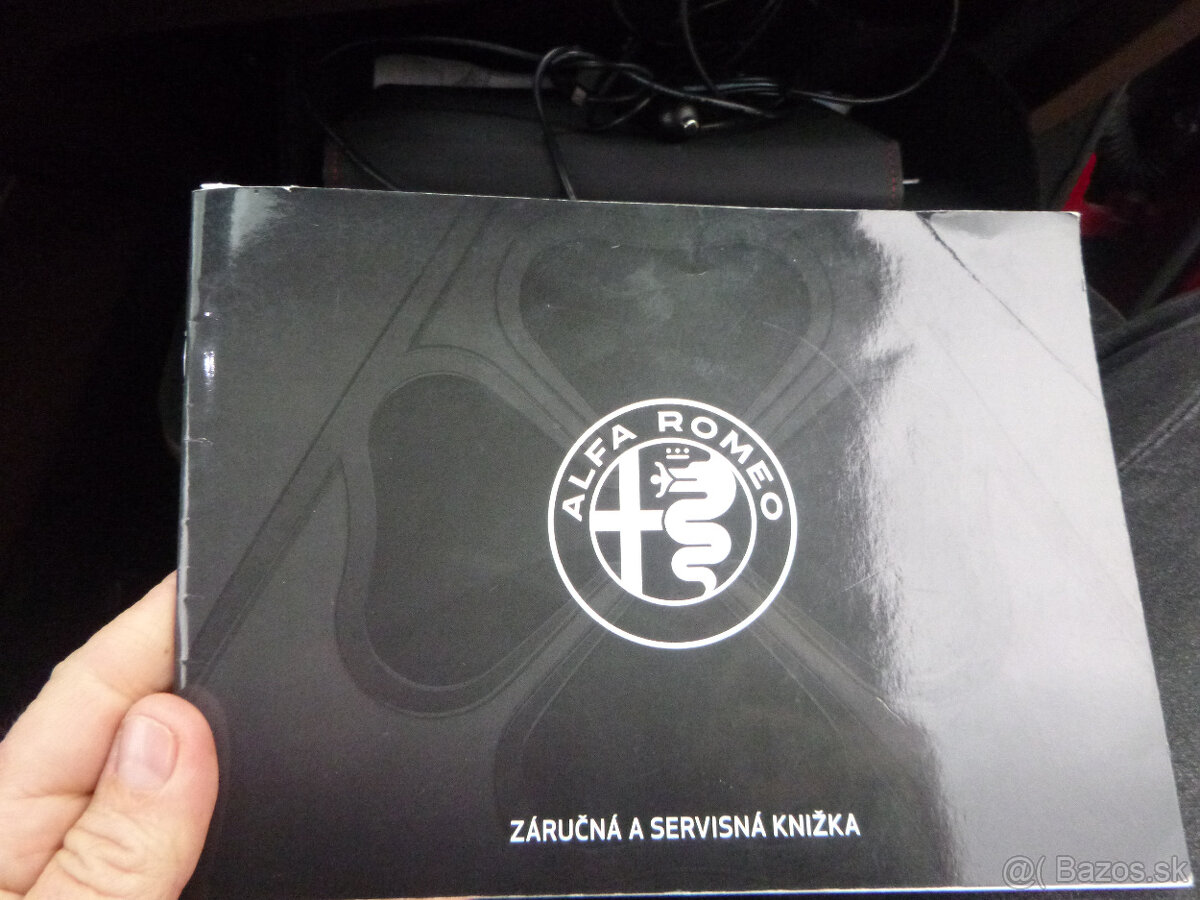 ALFA ROMEO
ZÁRUČNÁ A SERVISNÁ KNIŽKA
@( Bazos.sk